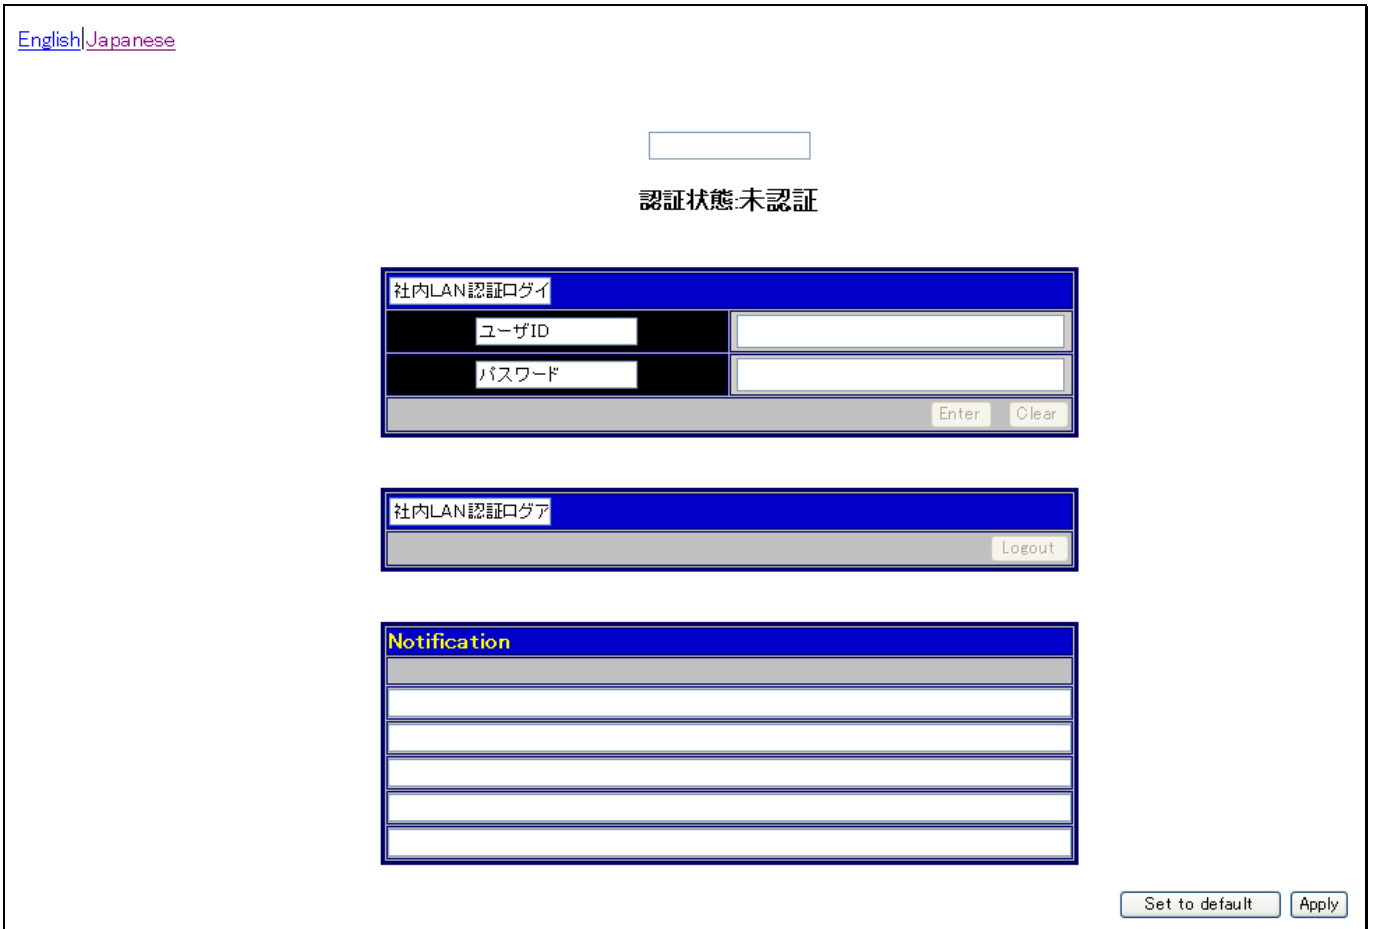 English|Japanese
認証状態:未認証
社内LAN認証ログイ
ユーザID
パスワード
Enter Clear
社内LAN認証ログア
Logout
Notification
Set to default Apply